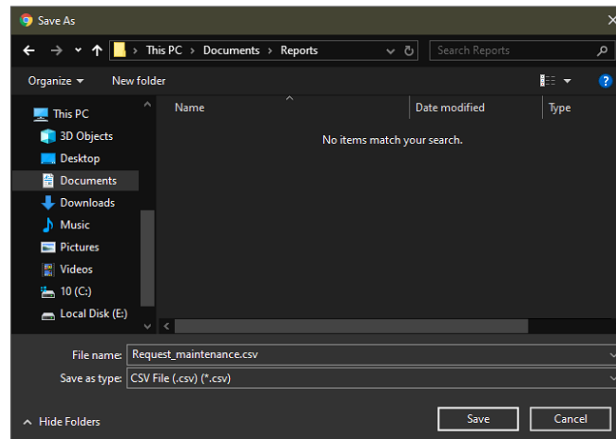 Save As
This PC > Documents > Reports
Search Reports
Organize
New folder
?
Name
Date modified
Type
No items match your search.
This PC
3D Objects
Desktop
Documents
Downloads
Music
Pictures
Videos
10 (C:)
Local Disk (E:)
File name: Request_maintenance.csv
Save as type: CSV File (.csv) (*.csv)
Hide Folders
Save
Cancel